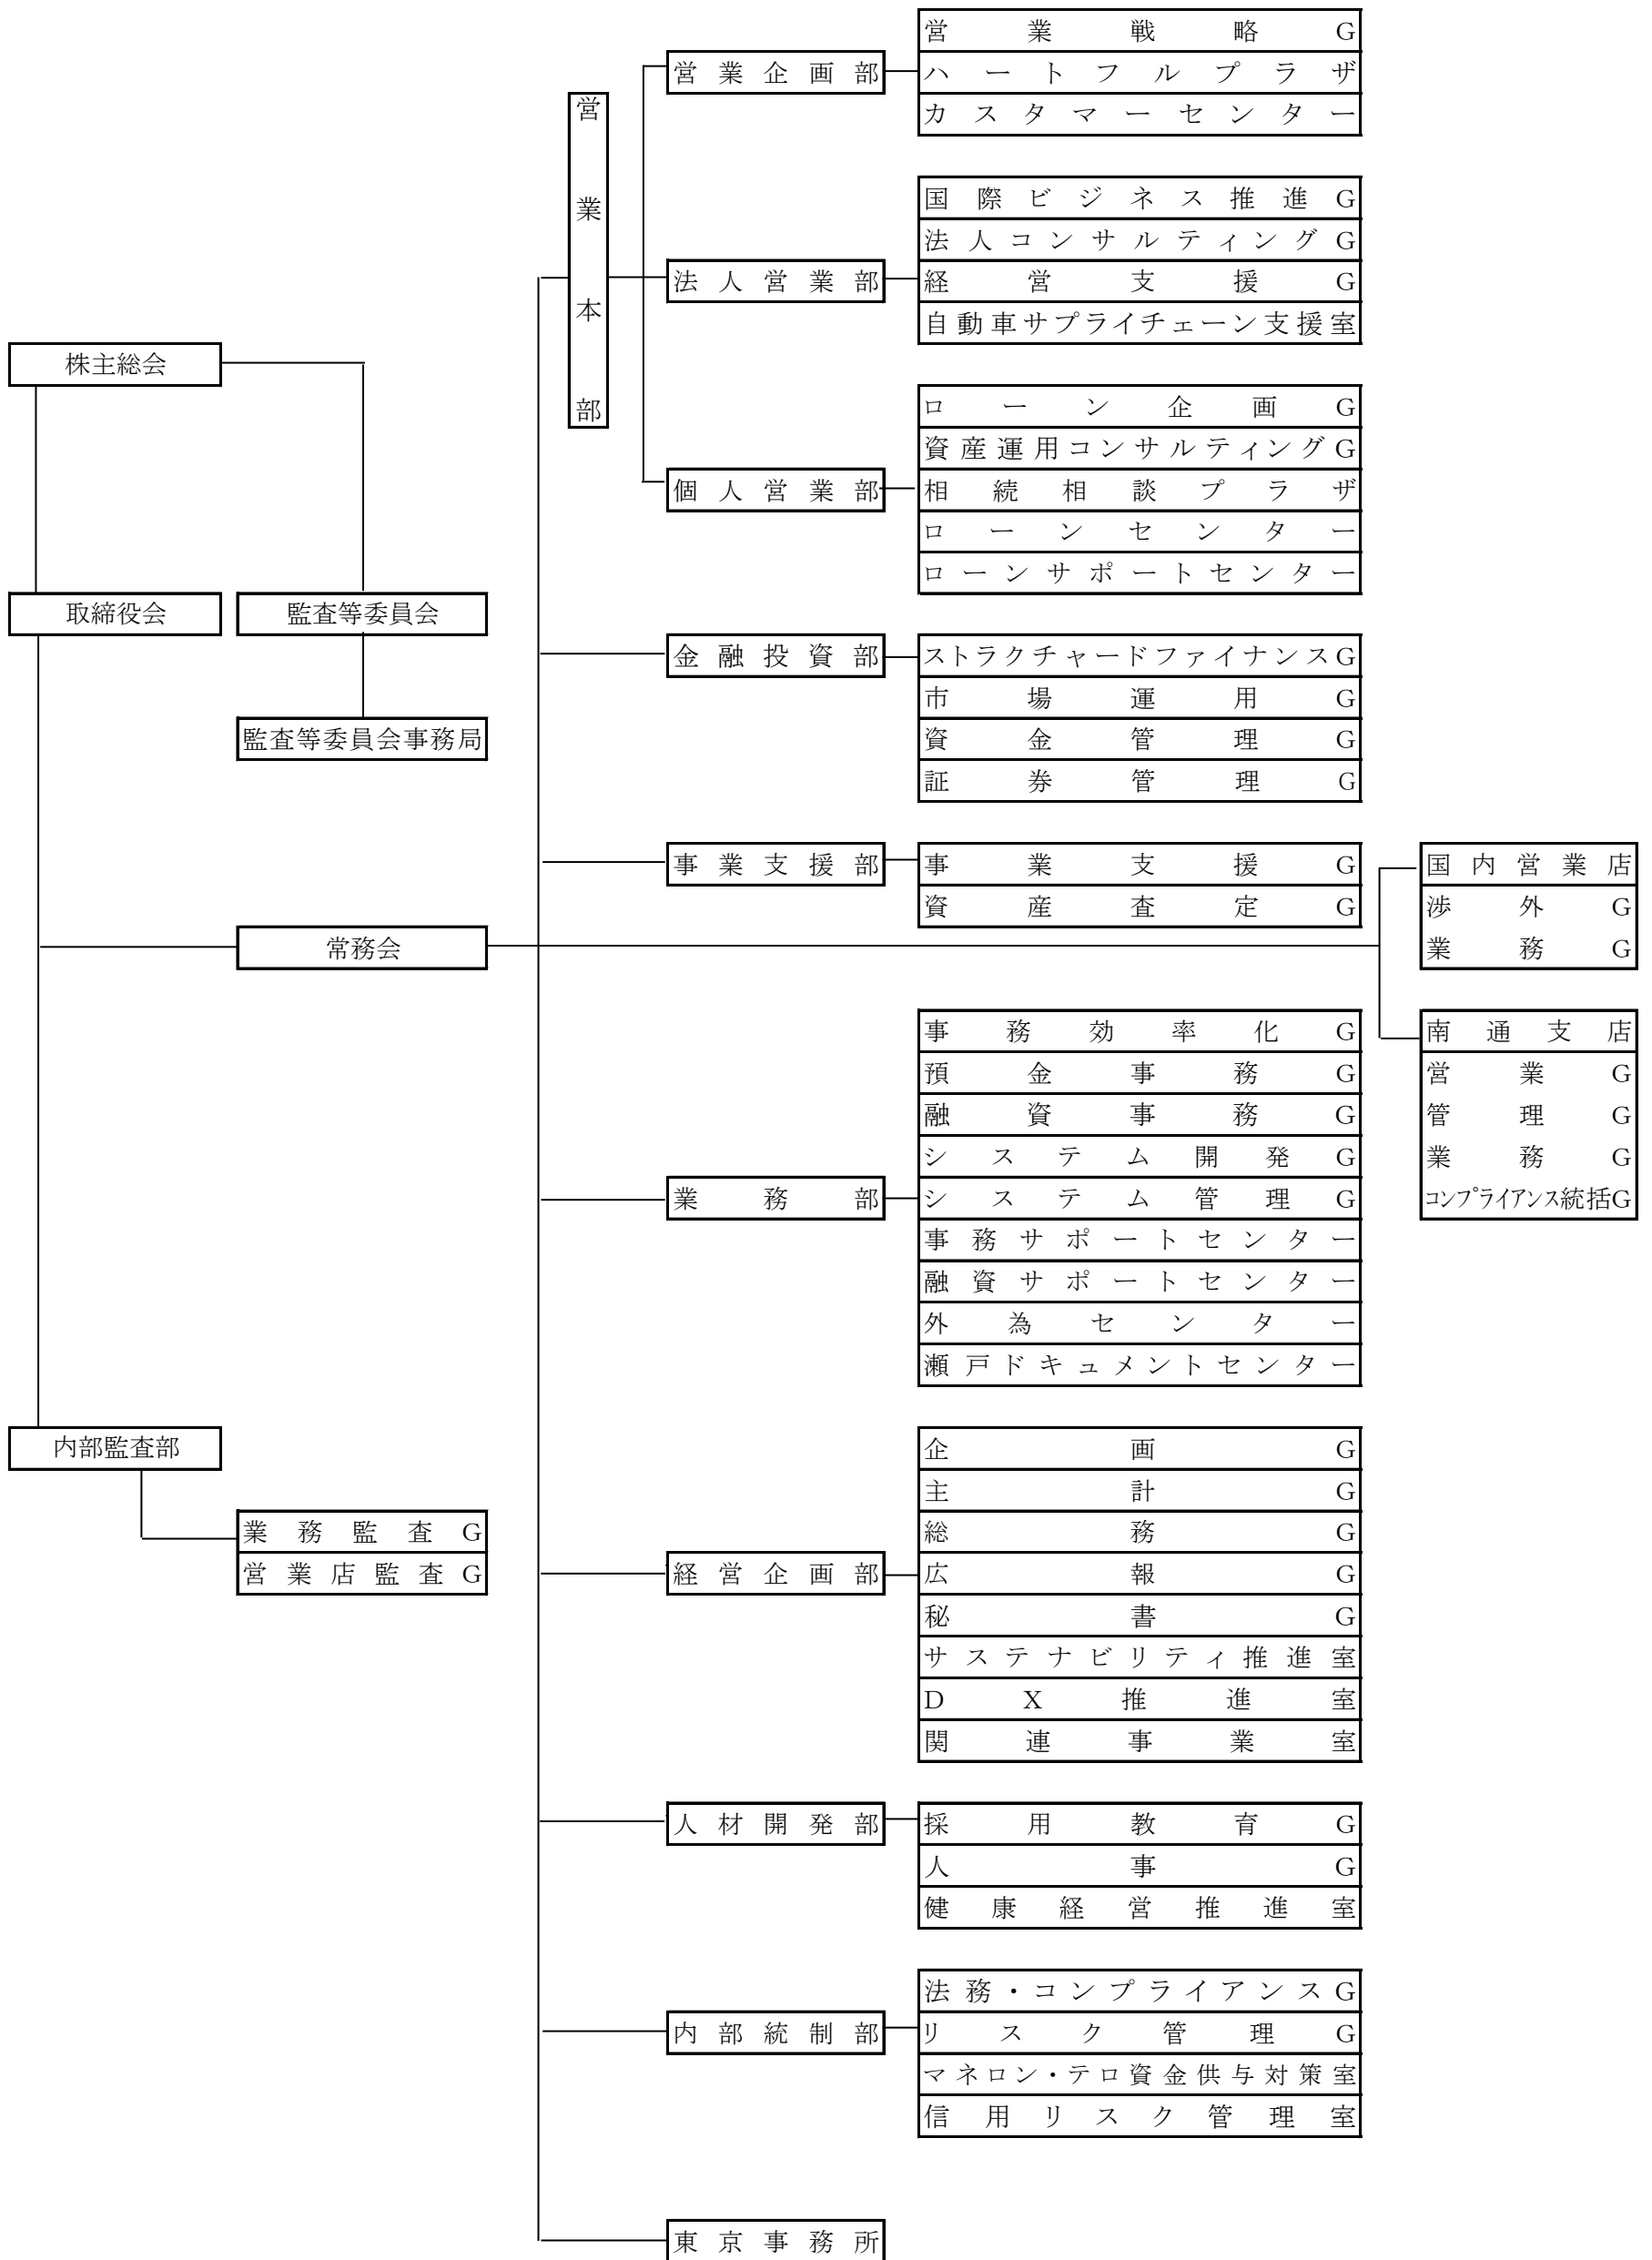 株主総会
取締役会
監査等委員会
監査等委員会事務局
常務会
内部監査部
業務監査G
営業店監査G
営業本部
営業企画部
営業戦略G
ハートフルプラザ
カスタマーセンター
法人営業部
国際ビジネス推進G
法人コンサルティングG
経営支援G
自動車サプライチェーン支援室
個人営業部
ローン企画G
資産運用コンサルティングG
相続相談プラザ
ローンセンター
ローンサポートセンター
金融投資部
ストラクチャードファイナンスG
市場運用G
資金管理G
証券管理G
事業支援部
事業支援G
資産査定G
業務部
事務効率化G
預金事務G
融資事務G
システム開発G
システム管理G
事務サポートセンター
融資サポートセンター
外為センター
瀬戸ドキュメントセンター
経営企画部
企画G
主計G
総務G
広報G
秘書G
サステナビリティ推進室
DX推進室
関連事業室
人材開発部
採用教育G
人事G
健康経営推進室
内部統制部
法務・コンプライアンスG
リスク管理G
マネロン・テロ資金供与対策室
信用リスク管理室
東京事務所
国内営業店
渉外G
業務G
南通支店
営業G
管理G
業務G
コンプライアンス統括G